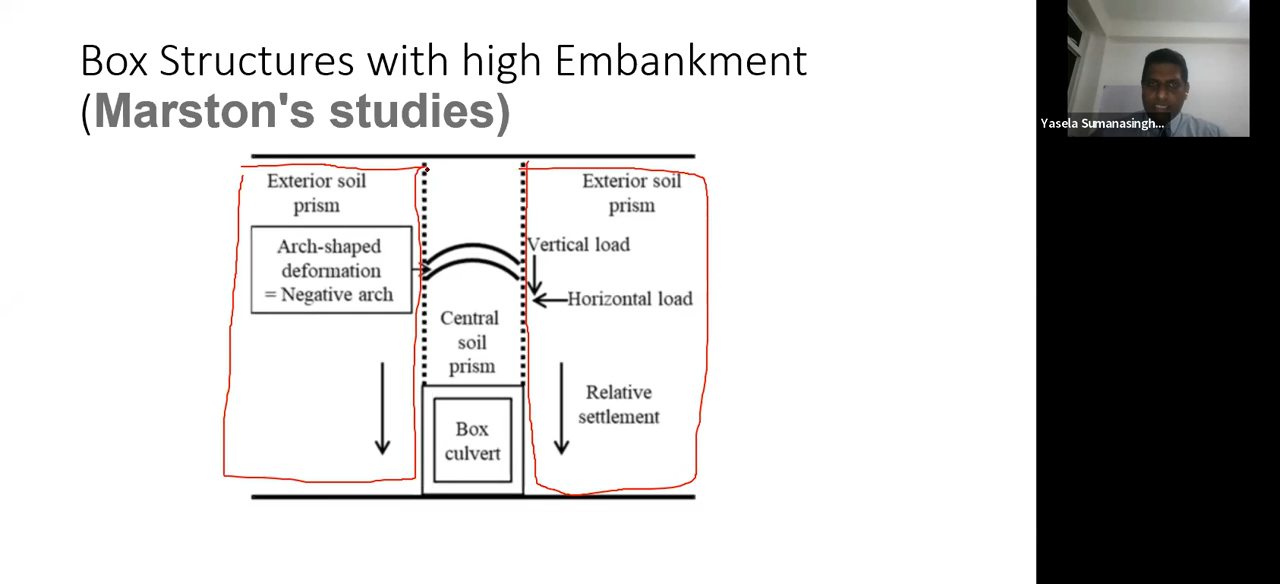 Box Structures with high Embankment
(Marston's studies)
Yasela Sumanasingh...
Exterior soil
prism
Exterior soil
prism
Arch-shaped
deformation
= Negative arch
Vertical load
Horizontal load
Central
soil
prism
Relative
settlement
Box
culvert